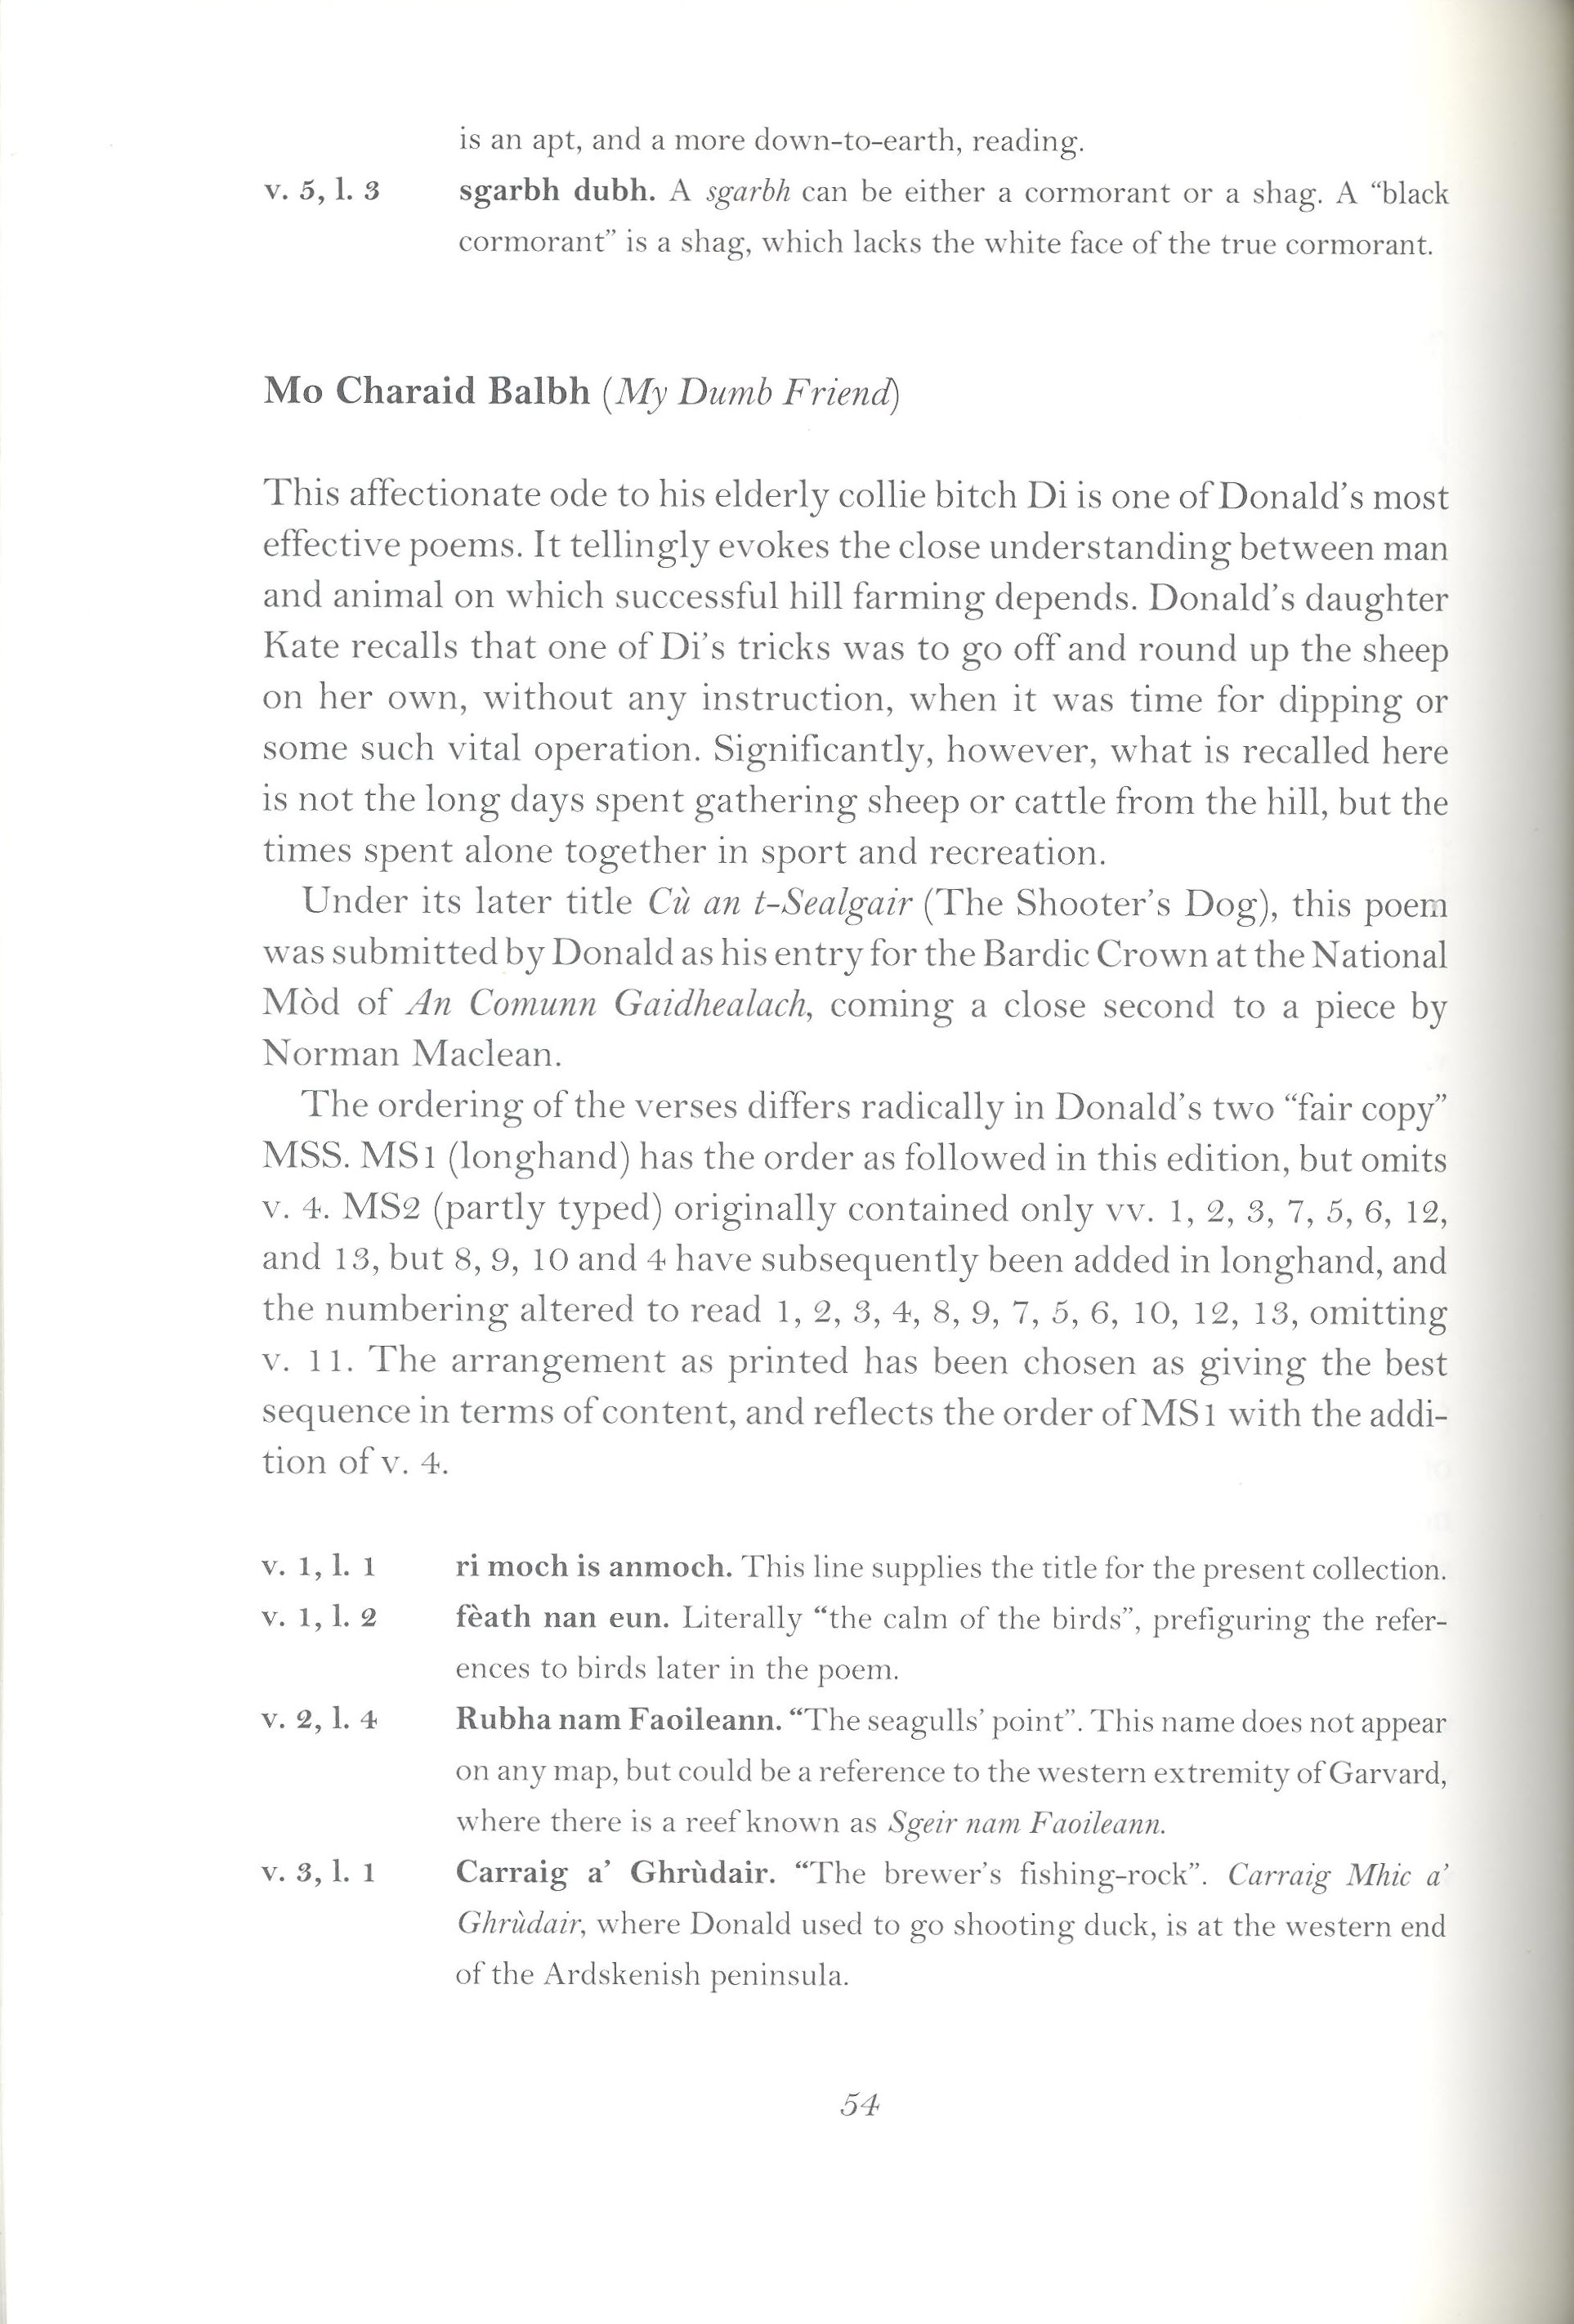 is an apt, and a more down-to-earth, reading.
v. 5, l. 3 sgarbh dubh. A sgarbh can be either a cormorant or a shag. A “black
cormorant” is a shag, which lacks the white face of the true cormorant.
Mo Charaid Balbh (My Dumb Friend)
This affectionate ode to his elderly collie bitch Di is one of Donald’s most
effective poems. It tellingly evokes the close understanding between man
and animal on which successful hill farming depends. Donald’s daughter
Kate recalls that one of Di’s tricks was to go off and round up the sheep
on her own, without any instruction, when it was time for dipping or
some such vital operation. Significantly, however, what is recalled here
is not the long days spent gathering sheep or cattle from the hill, but the
times spent alone together in sport and recreation.
Under its later title Cù an t-Sealgair (The Shooter’s Dog), this poem
was submitted by Donald as his entry for the Bardic Crown at the National
Mòd of An Comunn Gaidhealach, coming a close second to a piece by
Norman Maclean.
The ordering of the verses differs radically in Donald’s two “fair copy”
MSS. MS1 (longhand) has the order as followed in this edition, but omits
v. 4. MS2 (partly typed) originally contained only vv. 1, 2, 3, 7, 5, 6, 12,
and 13, but 8, 9, 10 and 4 have subsequently been added in longhand, and
the numbering altered to read 1, 2, 3, 4, 8, 9, 7, 5, 6, 10, 12, 13, omitting
v. 11. The arrangement as printed has been chosen as giving the best
sequence in terms of content, and reflects the order of MS1 with the addi-
tion of v. 4.
v. 1, l. 1 ri moch is anmoch. This line supplies the title for the present collection.
v. 1, l. 2 fèath nan eun. Literally “the calm of the birds”, prefiguring the refer-
ences to birds later in the poem.
v. 2, l. 4 Rubha nam Faoileann. “The seagulls’ point”. This name does not appear
on any map, but could be a reference to the western extremity of Garvard,
where there is a reef known as Sgeir nam Faoileann.
v. 3, l. 1 Carraig a’ Ghrùdair. “The brewer’s fishing-rock”. Carraig Mhic a’
Ghrùdair, where Donald used to go shooting duck, is at the western end
of the Ardskenish peninsula.
54